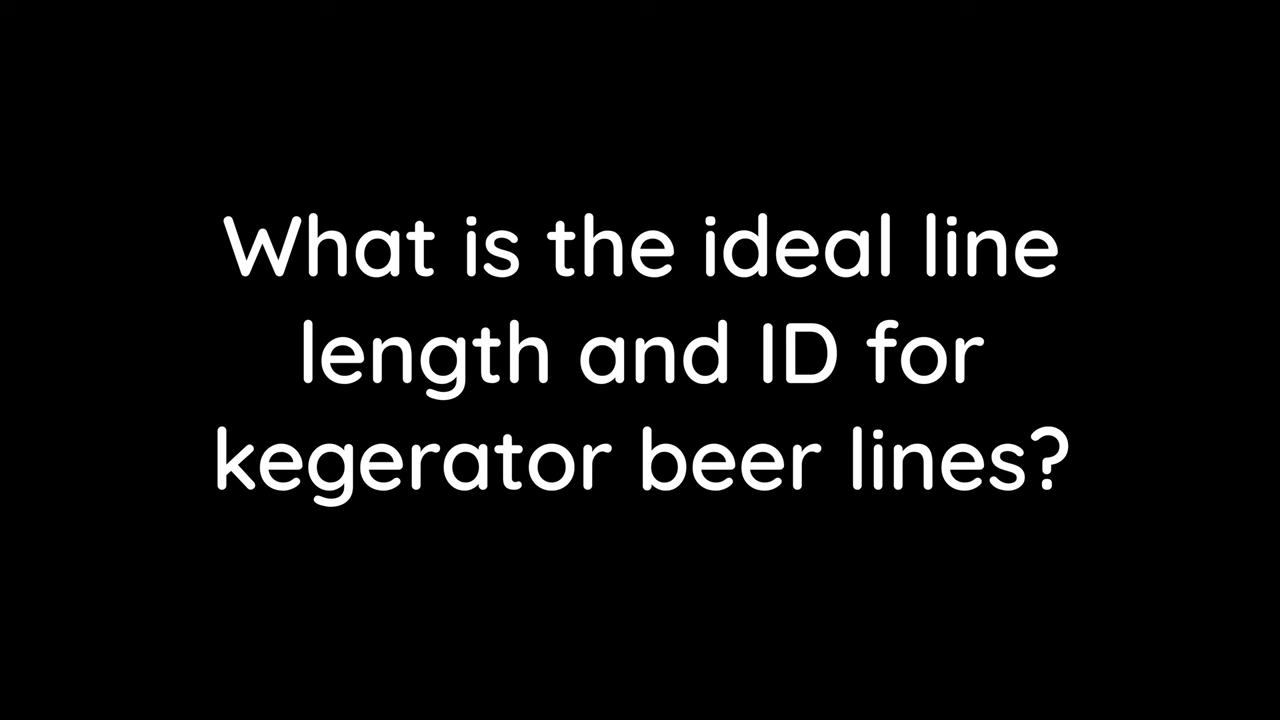 What is the ideal line
length and ID for
kegerator beer lines?